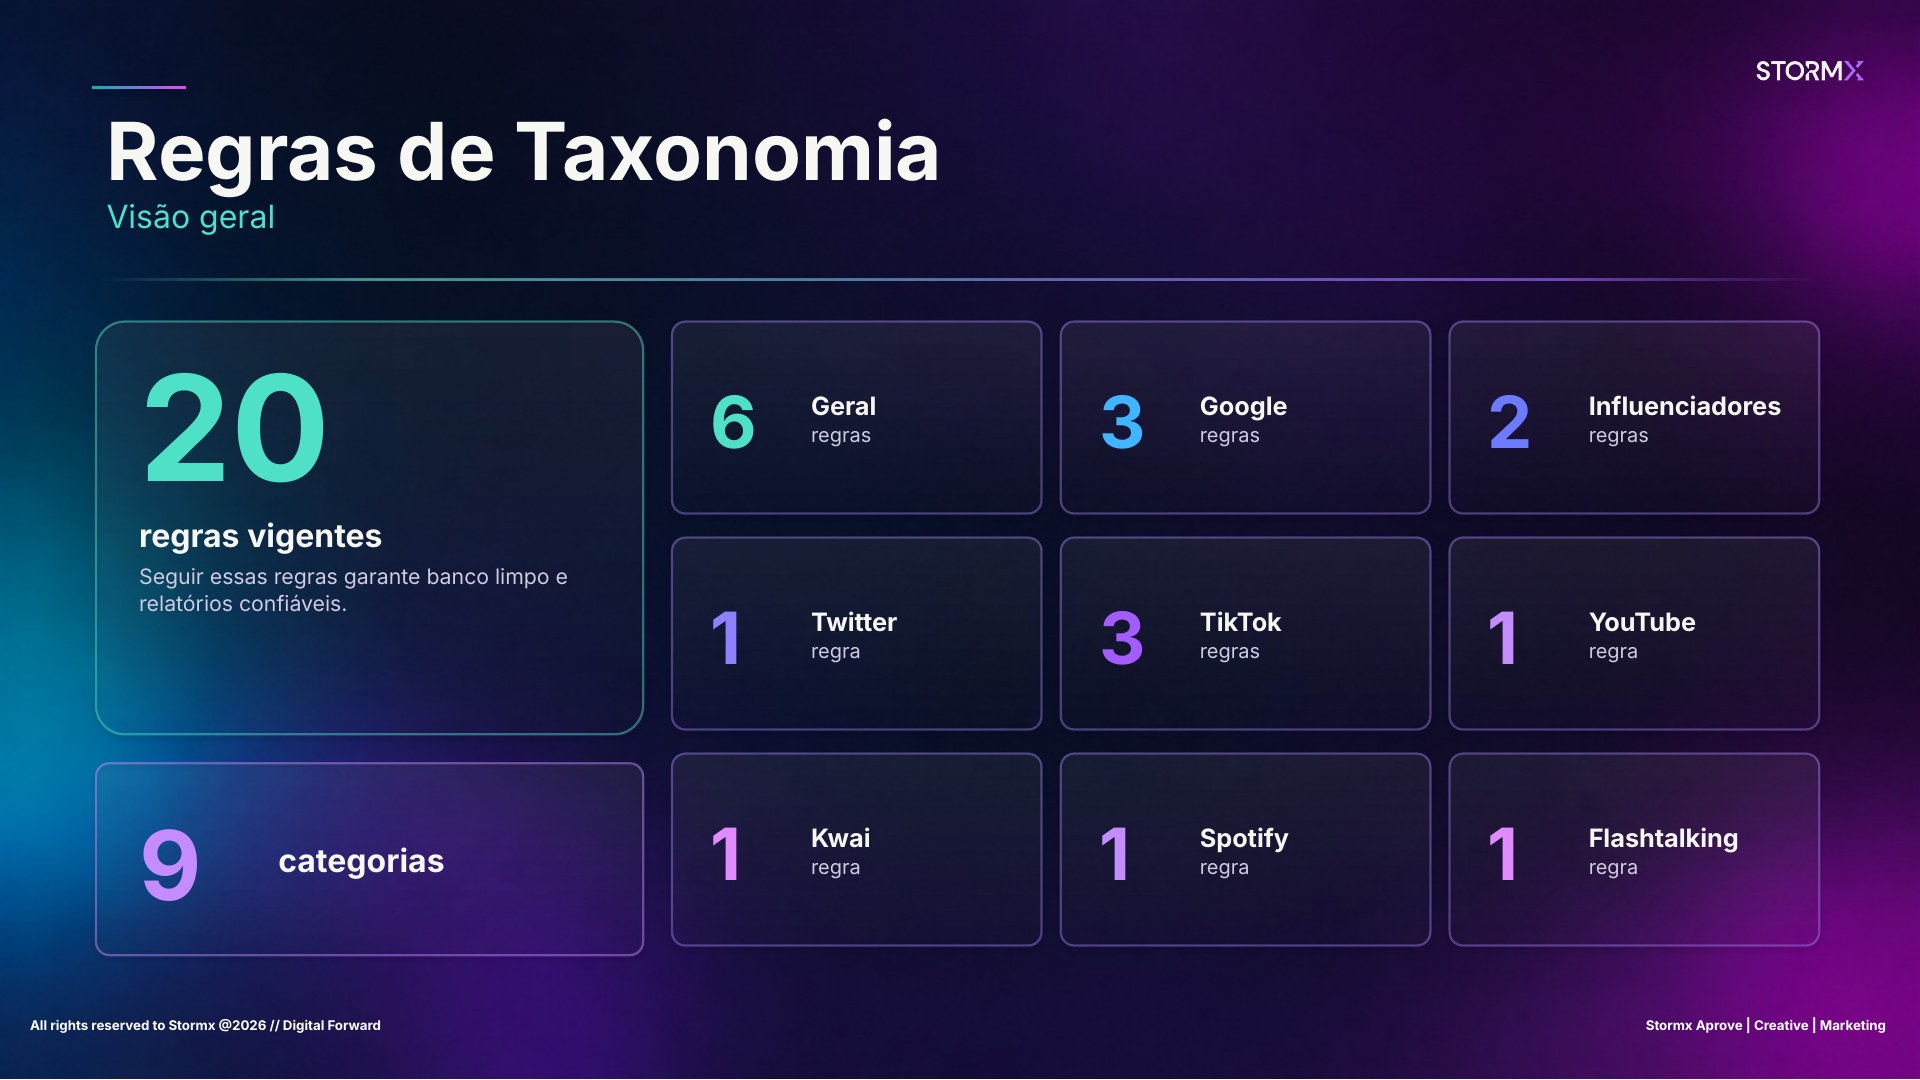 STORMX
Regras de Taxonomia
Visão geral
20
regras vigentes
Seguir essas regras garante banco limpo e
relatórios confiáveis.
9
categorias
6
Geral
regras
3
Google
regras
2
Influenciadores
regras
1
Twitter
regra
3
TikTok
regras
1
YouTube
regra
1
Kwai
regra
1
Spotify
regra
1
Flashtalking
regra
All rights reserved to Stormx @2026 // Digital Forward
Stormx Aprove | Creative | Marketing